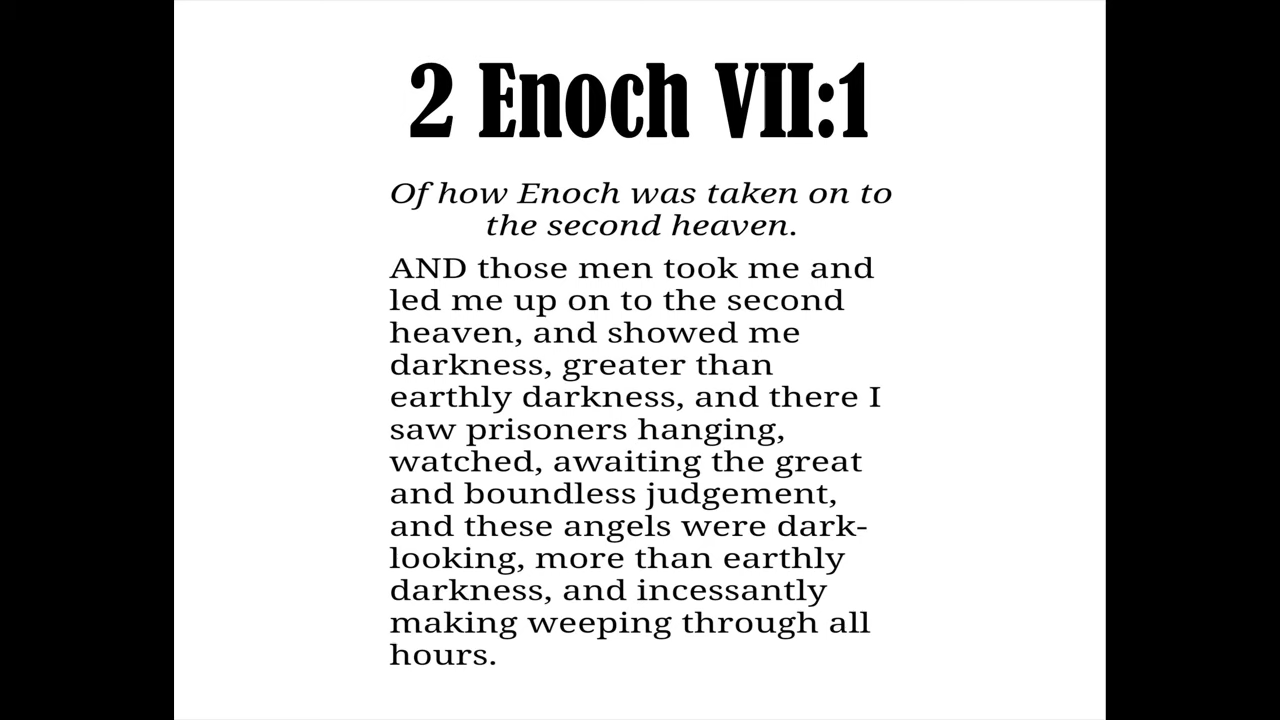 2 Enoch VII:1
Of how Enoch was taken on to
the second heaven.
AND those men took me and
led me up on to the second
heaven, and showed me
darkness, greater than
earthly darkness, and there I
saw prisoners hanging,
watched, awaiting the great
and boundless judgement,
and these angels were dark-
looking, more than earthly
darkness, and incessantly
making weeping through all
hours.